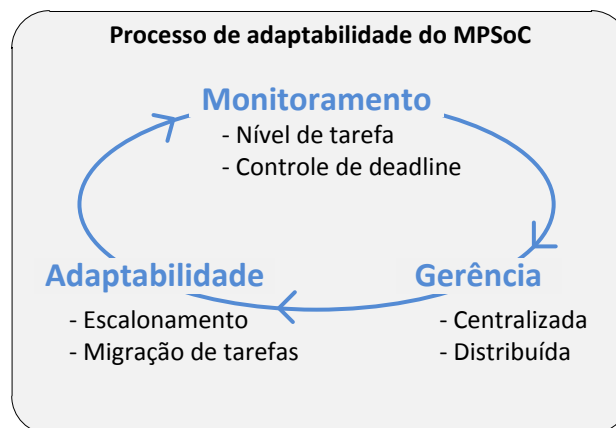 Processo de adaptabilidade do MPSoC
Monitoramento
- Nível de tarefa
- Controle de deadline
Adaptabilidade
- Escalonamento
- Migração de tarefas
Gerência
- Centralizada
- Distribuída